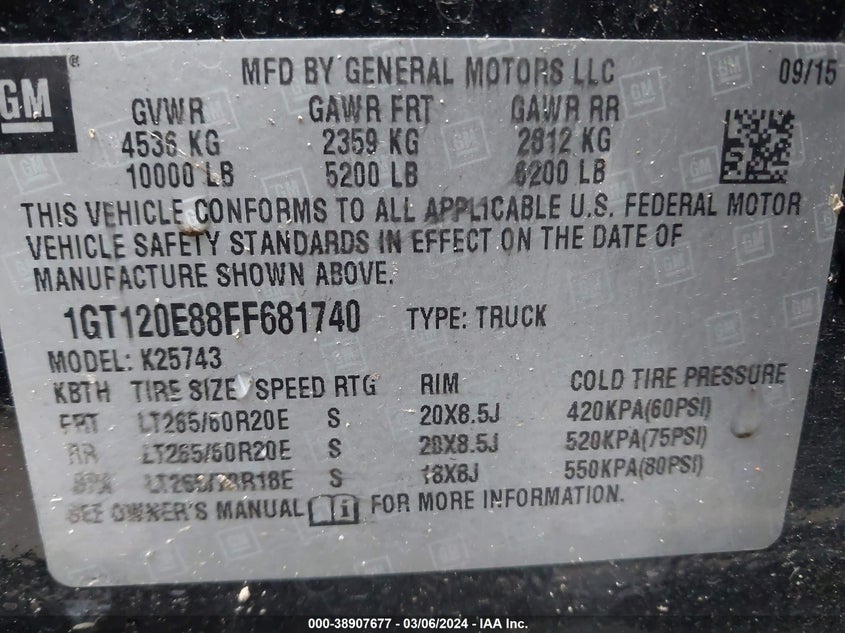 GM ® MFD BY GENERAL MOTORS LLC 09/15
GVWR GAWR FRT GAWR RR
4536 KG 2359 KG 2812 KG
10000 LB 5200 LB 6200 LB
THIS VEHICLE CONFORMS TO ALL APPLICABLE U.S. FEDERAL MOTOR
VEHICLE SAFETY STANDARDS IN EFFECT ON THE DATE OF
MANUFACTURE SHOWN ABOVE.
1GT120E88FF681740 TYPE: TRUCK
MODEL: K25743
KBTH TIRE SIZE SPEED RTG RIM COLD TIRE PRESSURE
FRT LT265/60R20E S 20X8.5J 420KPA(60PSI)
RR LT265/60R20E S 20X8.5J 520KPA(75PSI)
SPA LT265/70R18E S 18X8J 550KPA(80PSI)
SEE OWNER'S MANUAL FOR MORE INFORMATION.
000-38907677 – 03/06/2024 – IAA Inc.